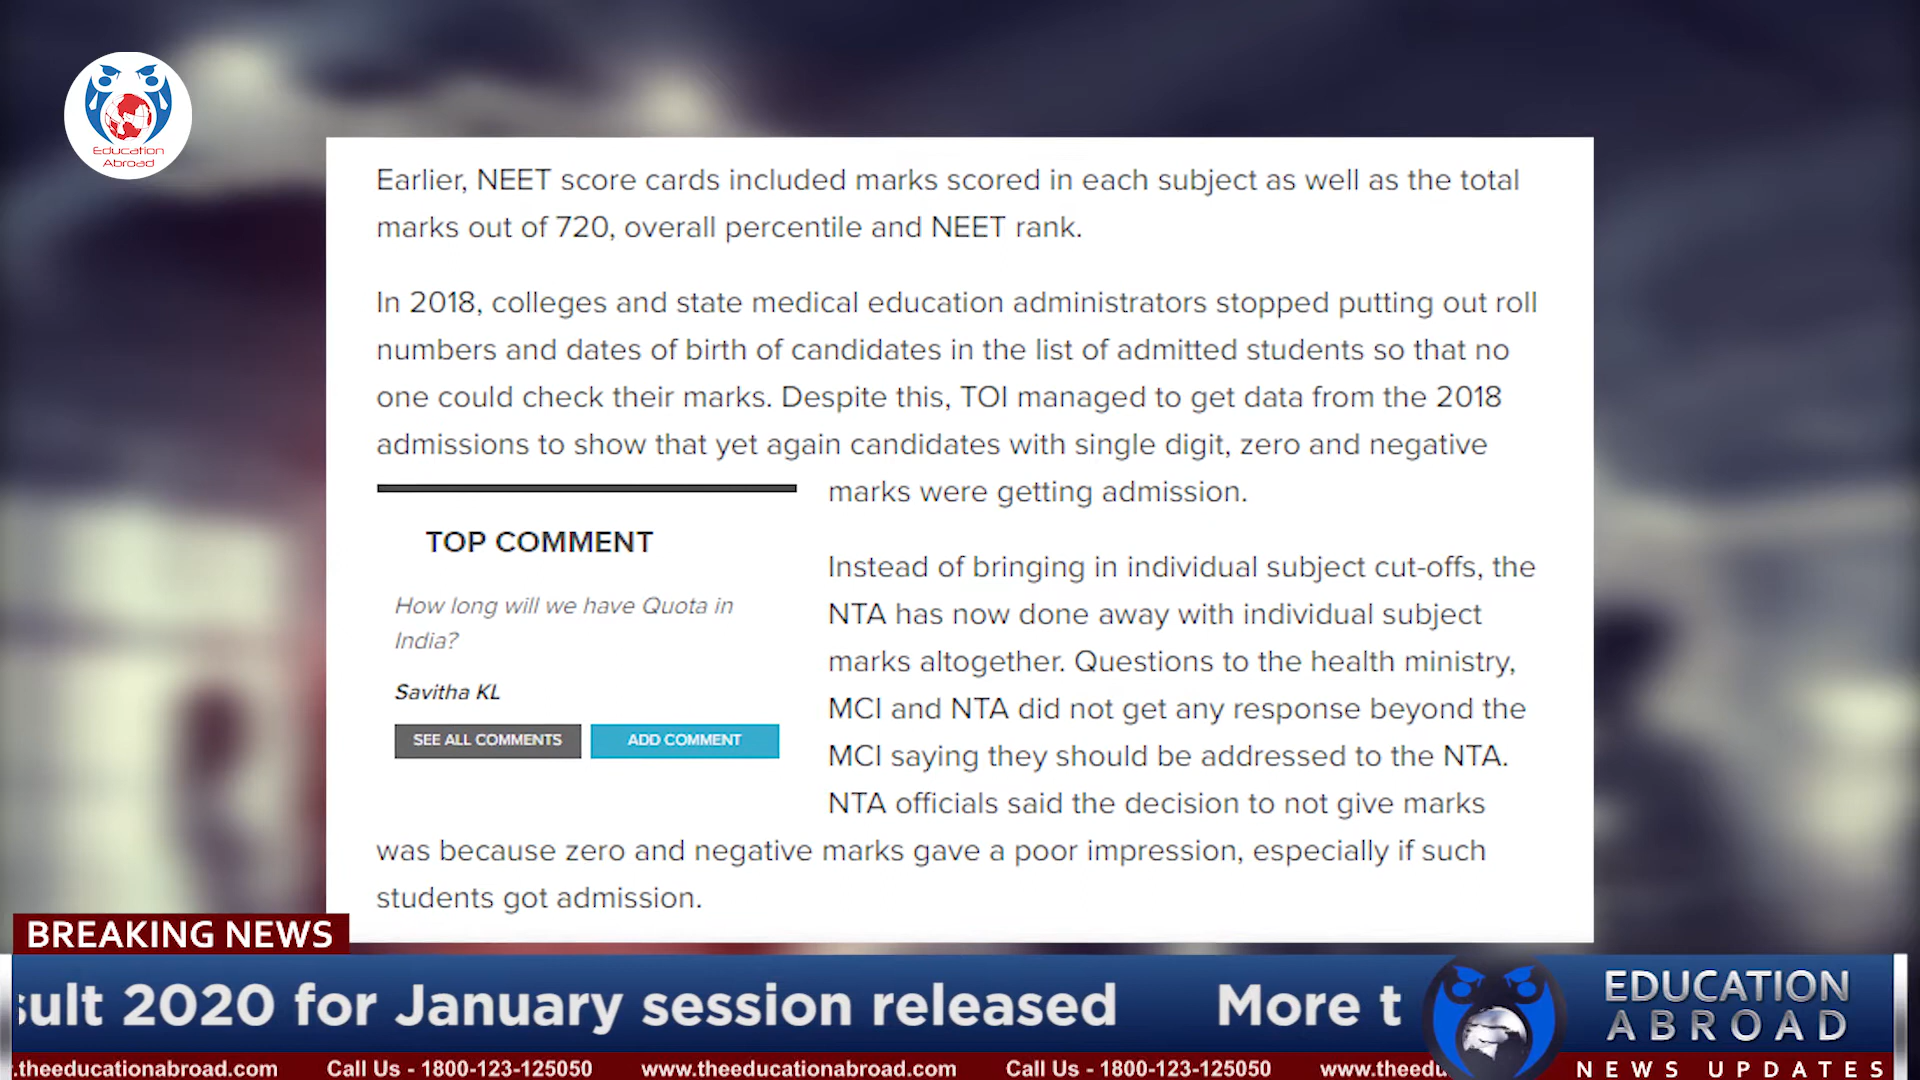 Education
Abroad
Earlier, NEET score cards included marks scored in each subject as well as the total
marks out of 720, overall percentile and NEET rank.
In 2018, colleges and state medical education administrators stopped putting out roll
numbers and dates of birth of candidates in the list of admitted students so that no
one could check their marks. Despite this, TOI managed to get data from the 2018
admissions to show that yet again candidates with single digit, zero and negative
marks were getting admission.
TOP COMMENT
How long will we have Quota in
India?
Savitha KL
SEE ALL COMMENTS ADD COMMENT
Instead of bringing in individual subject cut-offs, the
NTA has now done away with individual subject
marks altogether. Questions to the health ministry,
MCI and NTA did not get any response beyond the
MCI saying they should be addressed to the NTA.
NTA officials said the decision to not give marks
was because zero and negative marks gave a poor impression, especially if such
students got admission.
BREAKING NEWS
sult 2020 for January session released More t
EDUCATION
ABROAD
.theeducationabroad.com Call Us - 1800-123-125050 www.theeducationabroad.com Call Us - 1800-123-125050 www.theedu
NEWS UPDATES